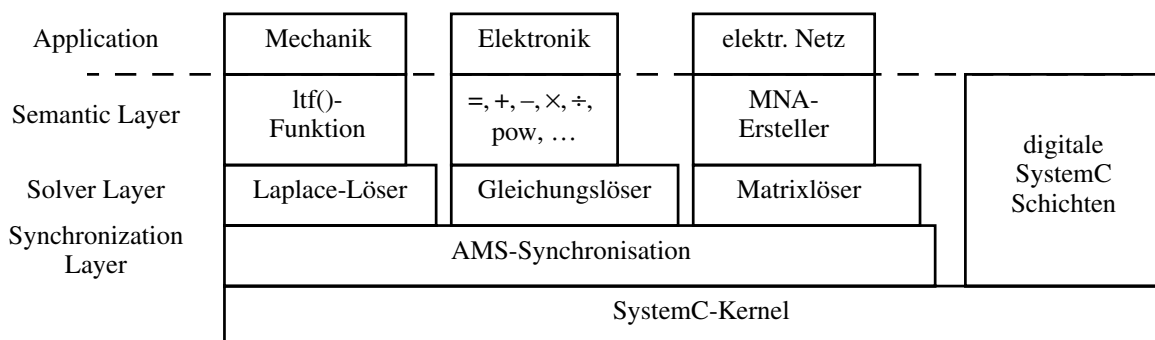 Application
Mechanik
Elektronik
elektr. Netz
Semantic Layer
ltf()-
Funktion
=, +, –, ×, ÷,
pow, …
MNA-
Ersteller
digitale
SystemC
Schichten
Solver Layer
Laplace-Löser
Gleichungslöser
Matrixlöser
Synchronization
Layer
AMS-Synchronisation
SystemC-Kernel